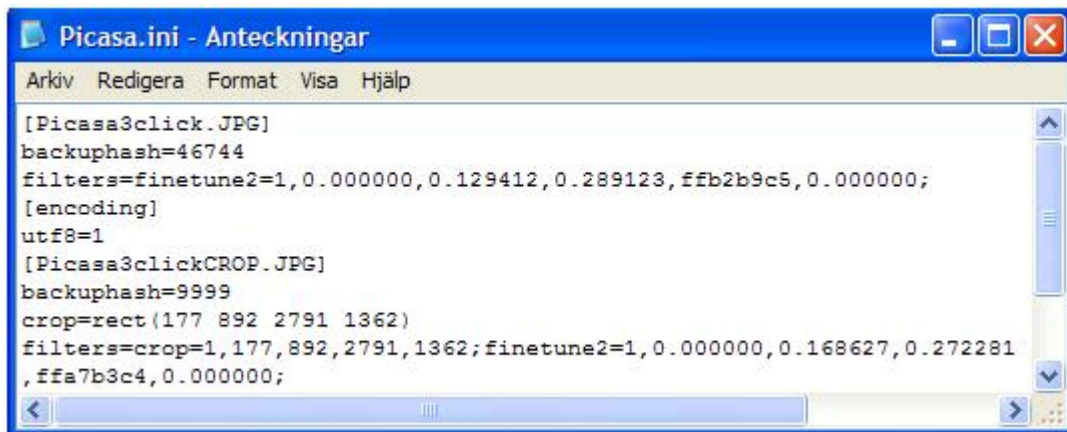 Picasa.ini - Anteckningar
Arkiv Redigera Format Visa Hjälp
[Picasa3click.JPG]
backuphash=46744
filters=finetune2=1,0.000000,0.129412,0.289123,ffb2b9c5,0.000000;
[encoding]
utf8=1
[Picasa3clickCROP.JPG]
backuphash=9999
crop=rect(177 892 2791 1362)
filters=crop=1,177,892,2791,1362;finetune2=1,0.000000,0.168627,0.272281
,ffa7b3c4,0.000000;